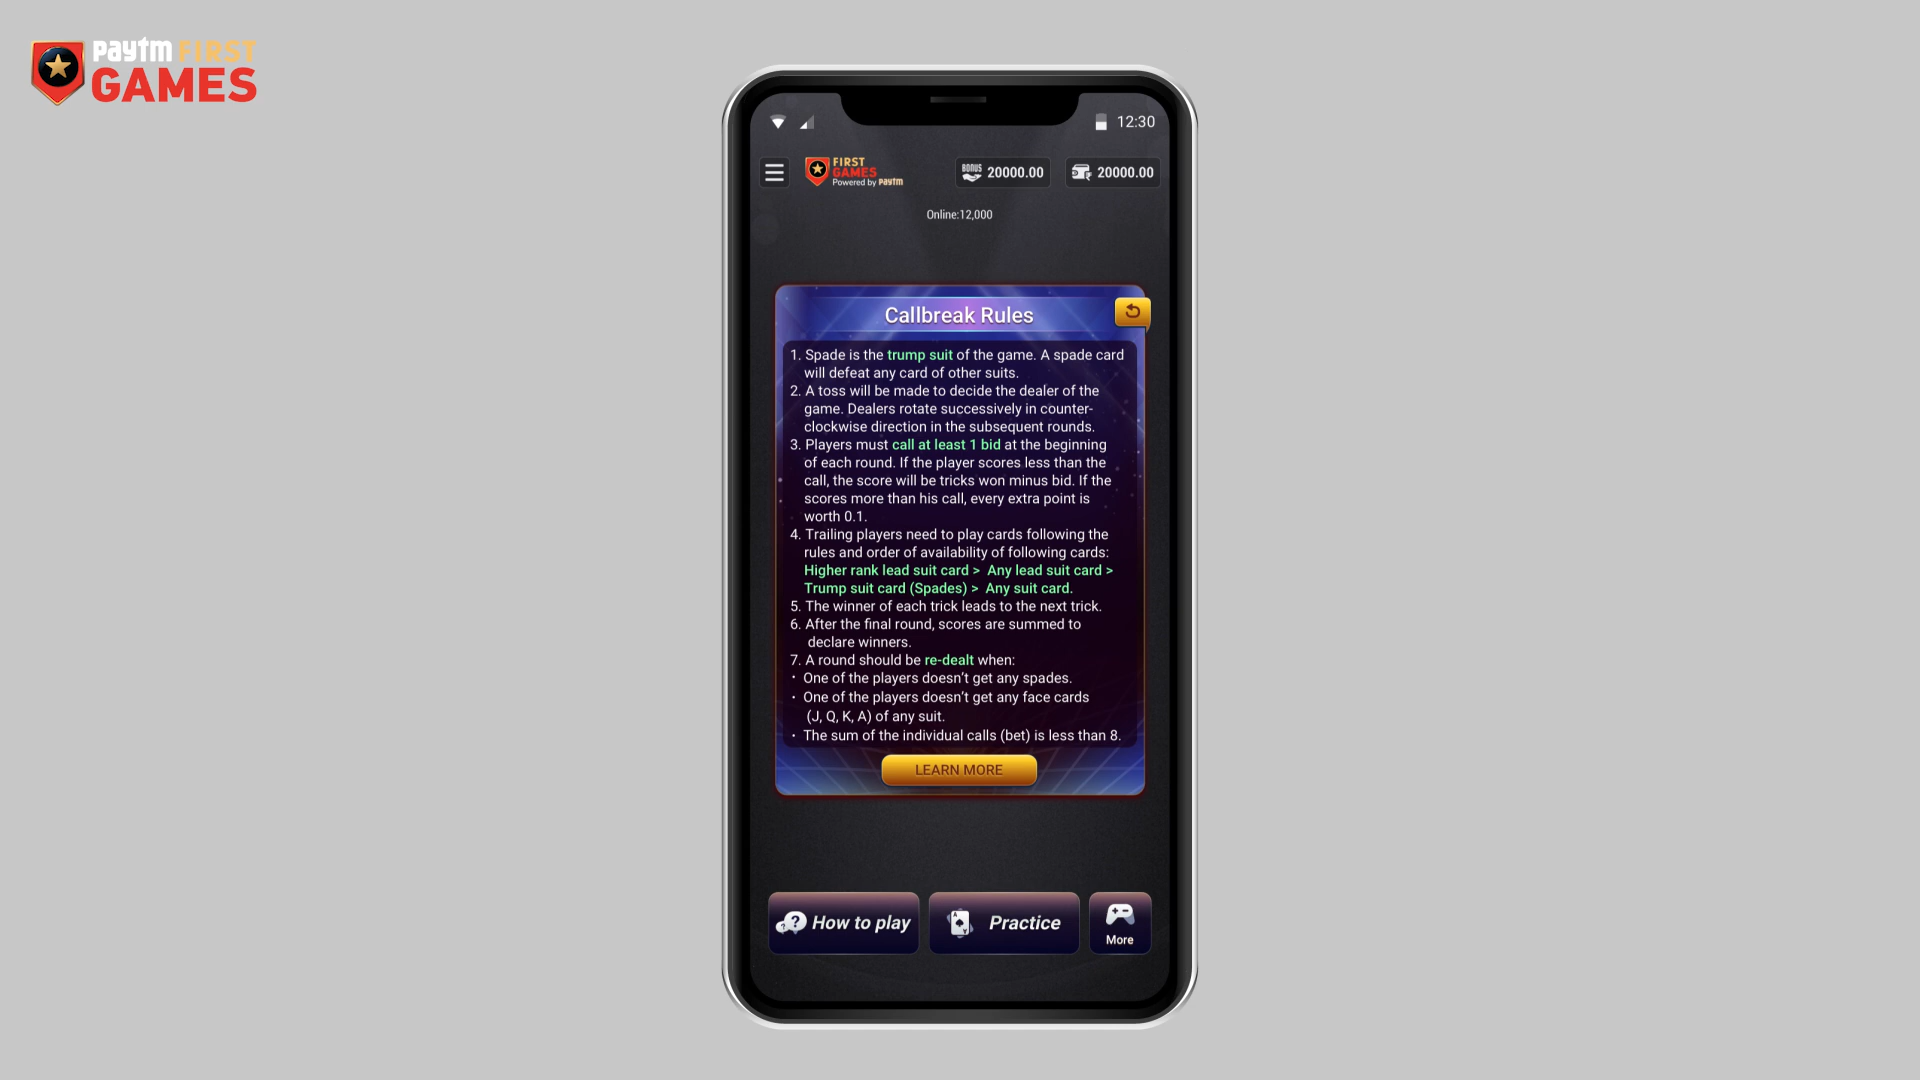 paytm FIRST
GAMES
12:30
FIRST
GAMES
Powered by paytm
BONUS 20000.00
20000.00
Online:12,000
Callbreak Rules
1. Spade is the trump suit of the game. A spade card
will defeat any card of other suits.
2. A toss will be made to decide the dealer of the
game. Dealers rotate successively in counter-
clockwise direction in the subsequent rounds.
3. Players must call at least 1 bid at the beginning
of each round. If the player scores less than the
call, the score will be tricks won minus bid. If the
scores more than his call, every extra point is
worth 0.1.
4. Trailing players need to play cards following the
rules and order of availability of following cards:
Higher rank lead suit card > Any lead suit card >
Trump suit card (Spades) > Any suit card.
5. The winner of each trick leads to the next trick.
6. After the final round, scores are summed to
declare winners.
7. A round should be re-dealt when:
· One of the players doesn’t get any spades.
· One of the players doesn’t get any face cards
(J, Q, K, A) of any suit.
· The sum of the individual calls (bet) is less than 8.
LEARN MORE
How to play
Practice
More